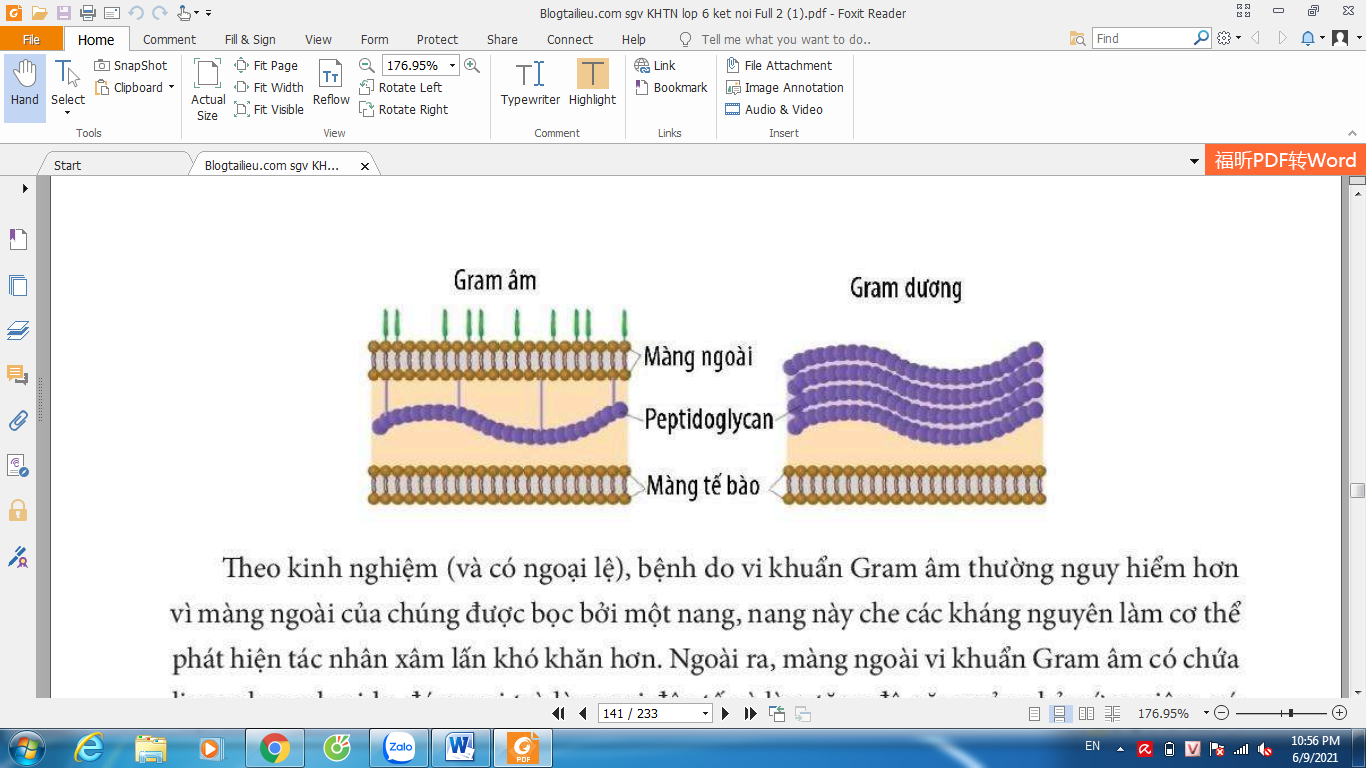 Blogtailieu.com sgv KHTN lop 6 ket noi Full 2 (1).pdf - Foxit Reader
File Home Comment Fill & Sign View Form Protect Share Connect Help Tell me what you want to do.. Find
Hand
Select
SnapShot
Clipboard
Tools
Actual Size
Fit Page
Fit Width
Fit Visible
Reflow
176.95%
Rotate Left
Rotate Right
View
Typewriter
Highlight
Comment
Link
Bookmark
Links
File Attachment
Image Annotation
Audio & Video
Insert
Start
Blogtailieu.com sgv KH...
福昕PDF转Word
Gram âm
Gram dương
Màng ngoài
Peptidoglycan
Màng tế bào
Theo kinh nghiệm (và có ngoại lệ), bệnh do vi khuẩn Gram âm thường nguy hiểm hơn
vì màng ngoài của chúng được bọc bởi một nang, nang này che các kháng nguyên làm cơ thể
phát hiện tác nhân xâm lấn khó khăn hơn. Ngoài ra, màng ngoài vi khuẩn Gram âm có chứa
141 / 233
176.95%
Zalo
PDF
EN
10:56 PM
6/9/2021